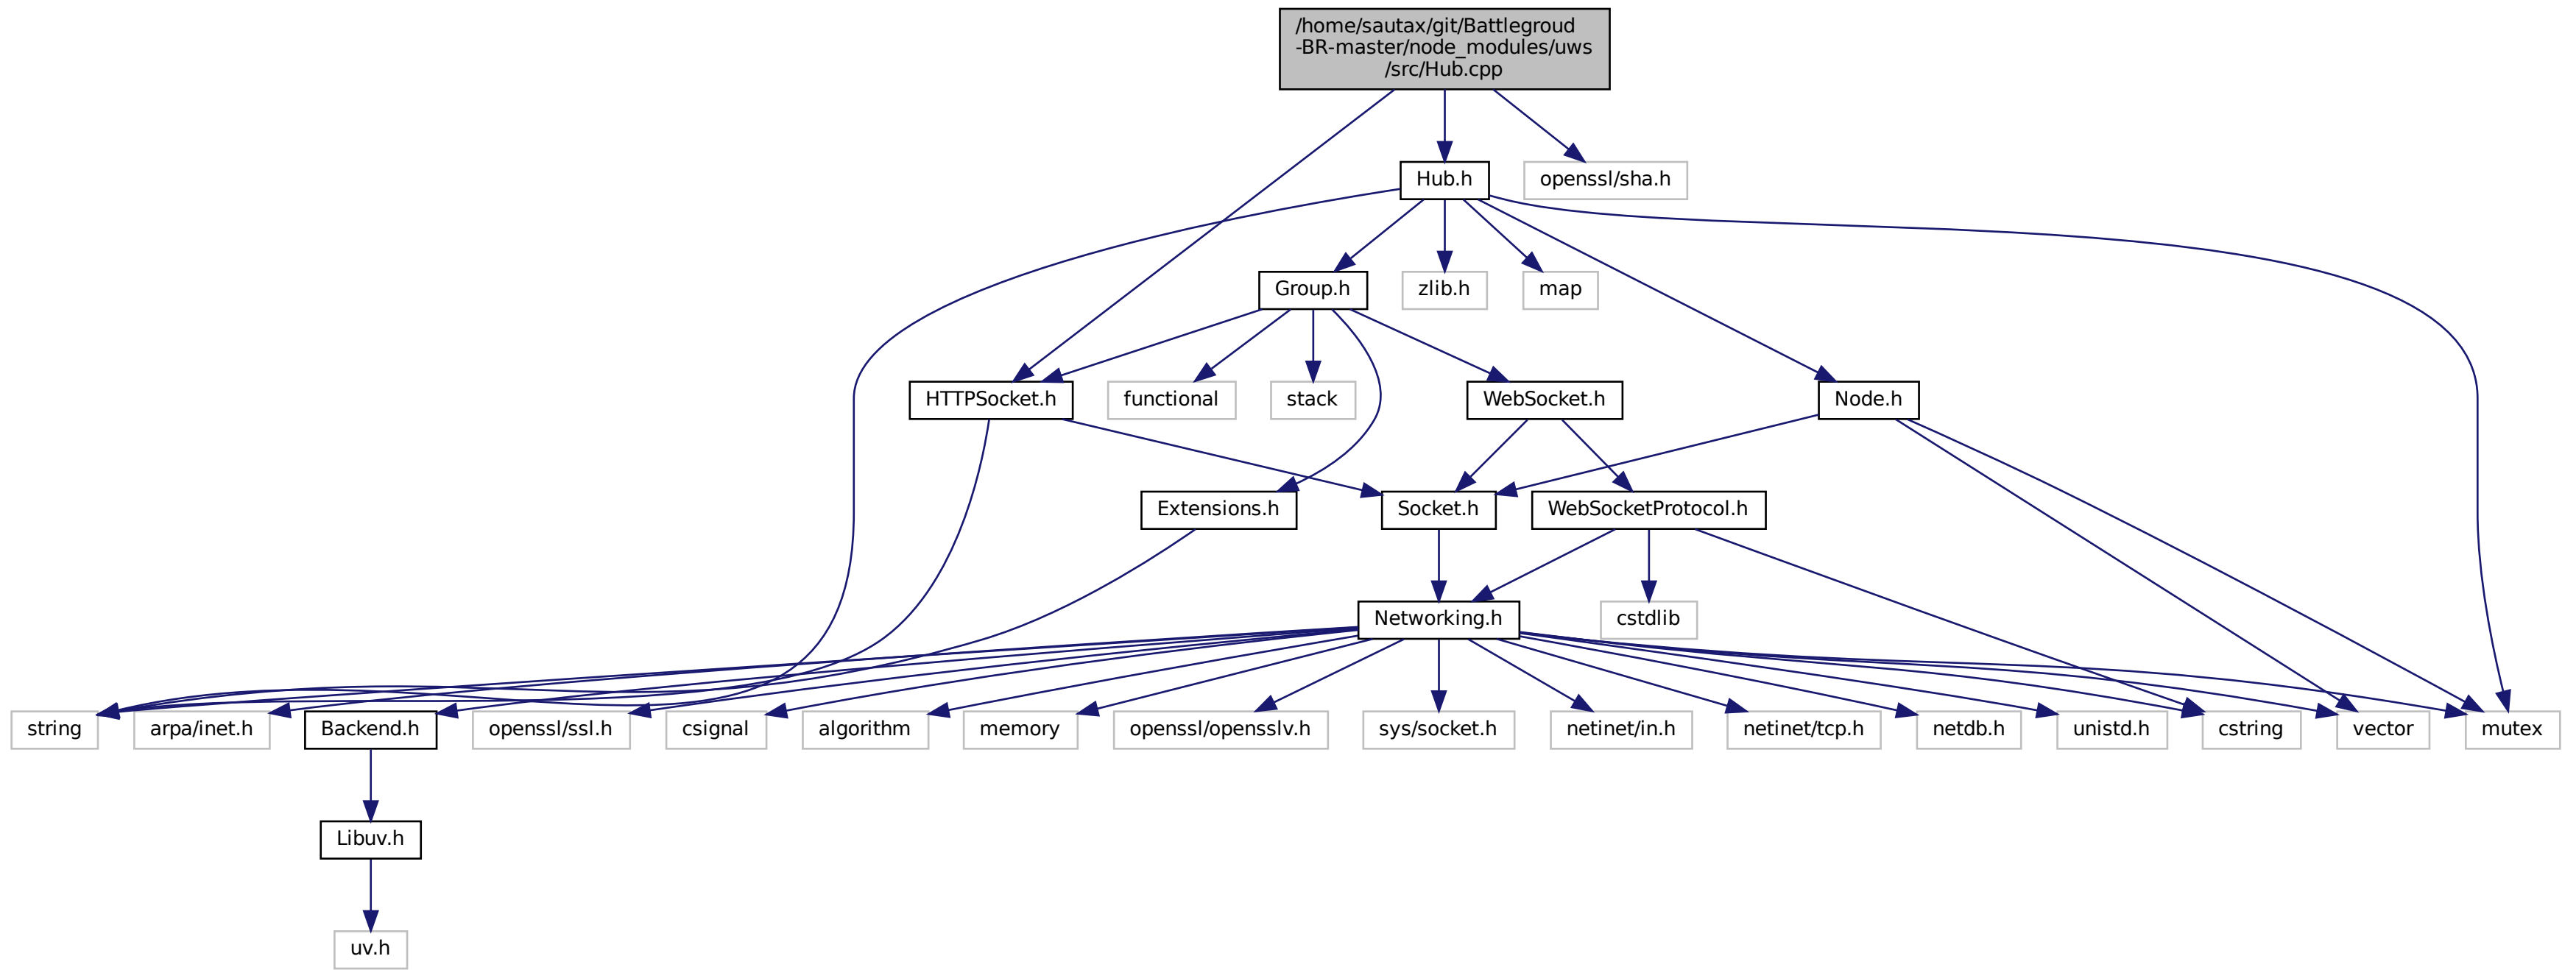 /home/sautax/git/Battlegroud
-BR-master/node_modules/uws
/src/Hub.cpp
Hub.h
openssl/sha.h
Group.h
zlib.h
map
HTTPSocket.h
functional
stack
WebSocket.h
Node.h
Extensions.h
Socket.h
WebSocketProtocol.h
Networking.h
cstdlib
string
arpa/inet.h
Backend.h
openssl/ssl.h
csignal
algorithm
memory
openssl/opensslv.h
sys/socket.h
netinet/in.h
netinet/tcp.h
netdb.h
unistd.h
cstring
vector
mutex
Libuv.h
uv.h